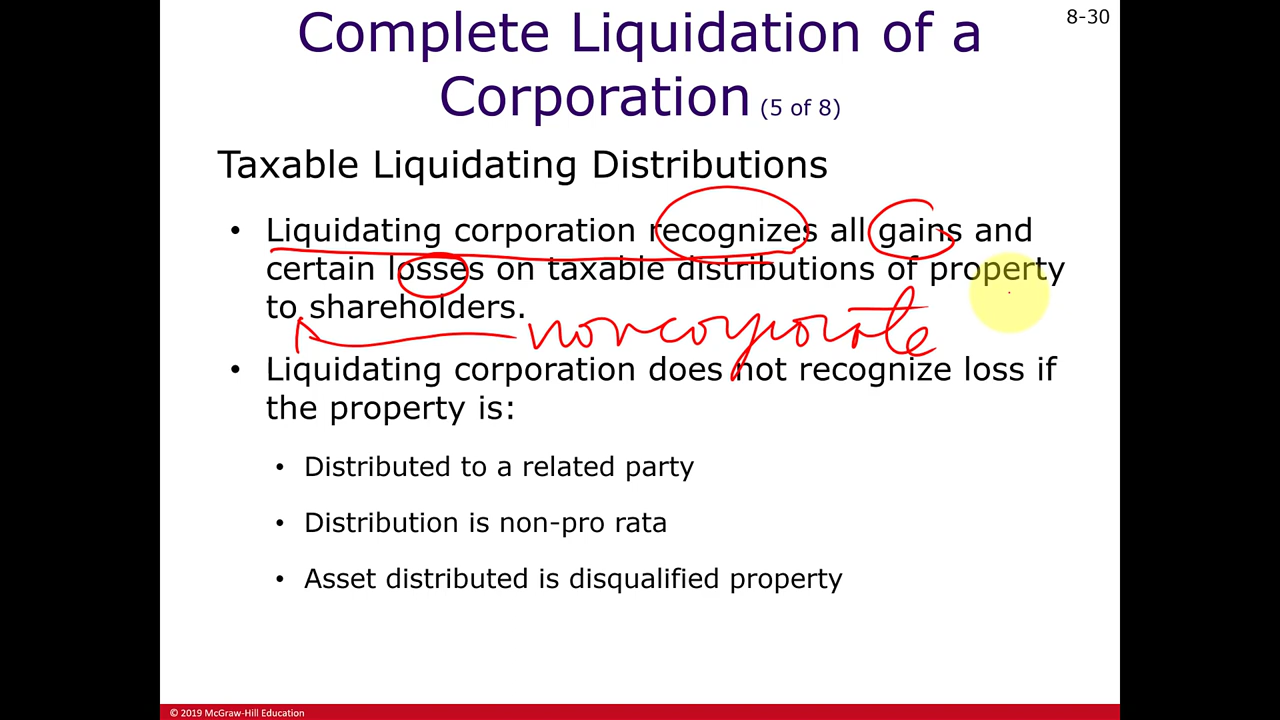 8-30
Complete Liquidation of a
Corporation (5 of 8)
Taxable Liquidating Distributions
• Liquidating corporation recognizes all gains and
certain losses on taxable distributions of property
to shareholders.
noncorporate
• Liquidating corporation does not recognize loss if
the property is:
• Distributed to a related party
• Distribution is non-pro rata
• Asset distributed is disqualified property
© 2019 McGraw-Hill Education